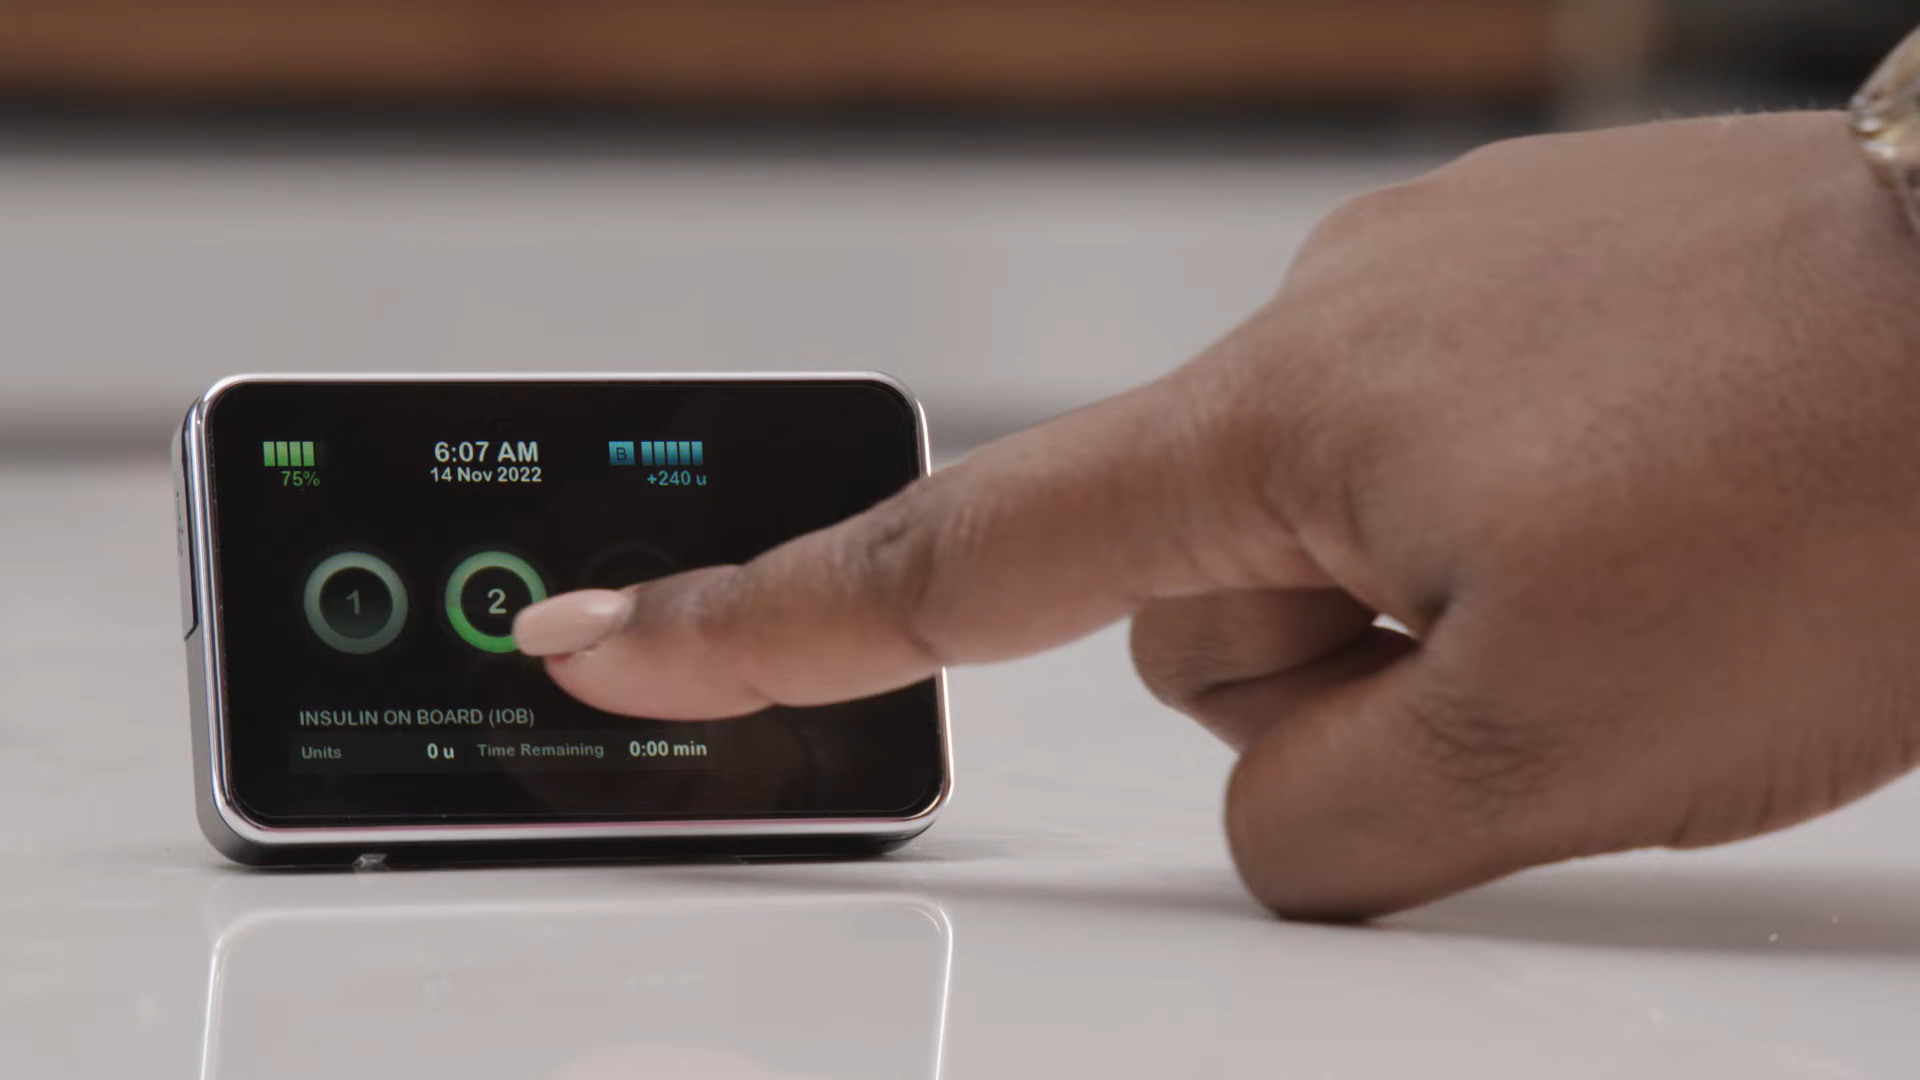 6:07 AM
B
75%
14 Nov 2022
+240 u
1
2
INSULIN ON BOARD (IOB)
Units 0 u Time Remaining 0:00 min